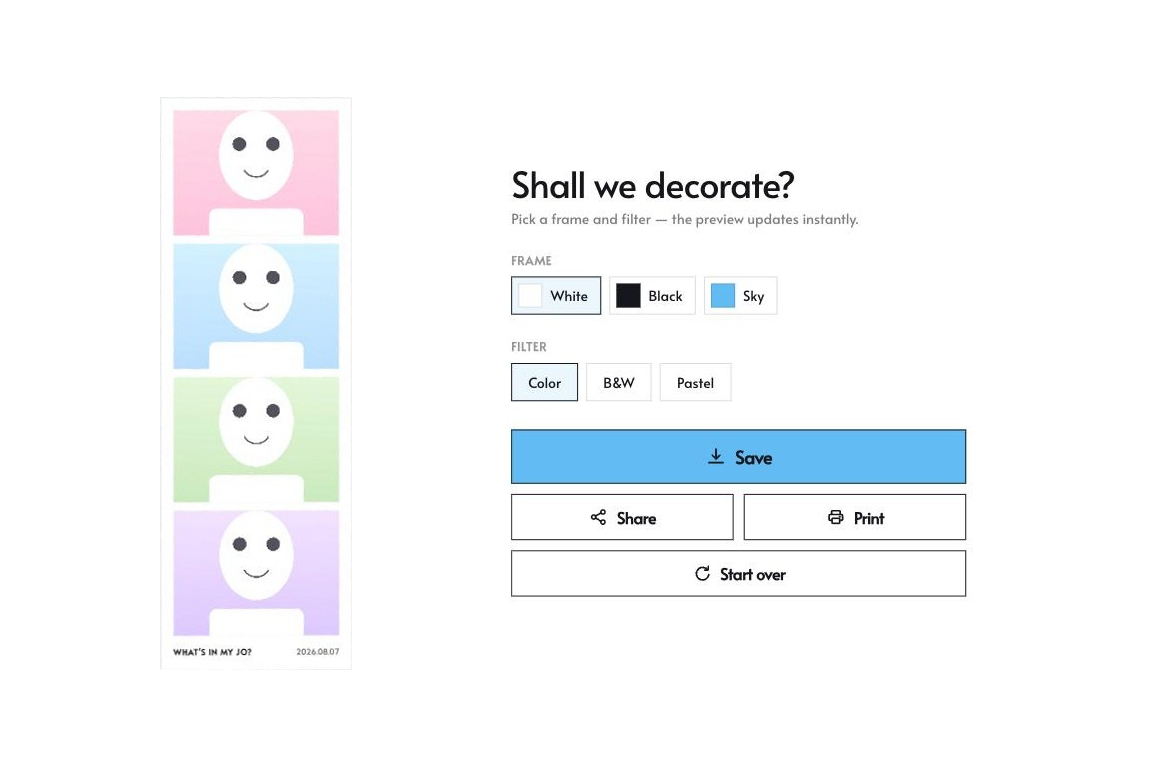 Shall we decorate?
Pick a frame and filter — the preview updates instantly.
FRAME
White Black Sky
FILTER
Color B&W Pastel
Save
Share Print
Start over
WHAT'S IN MY JO? 2026.08.07